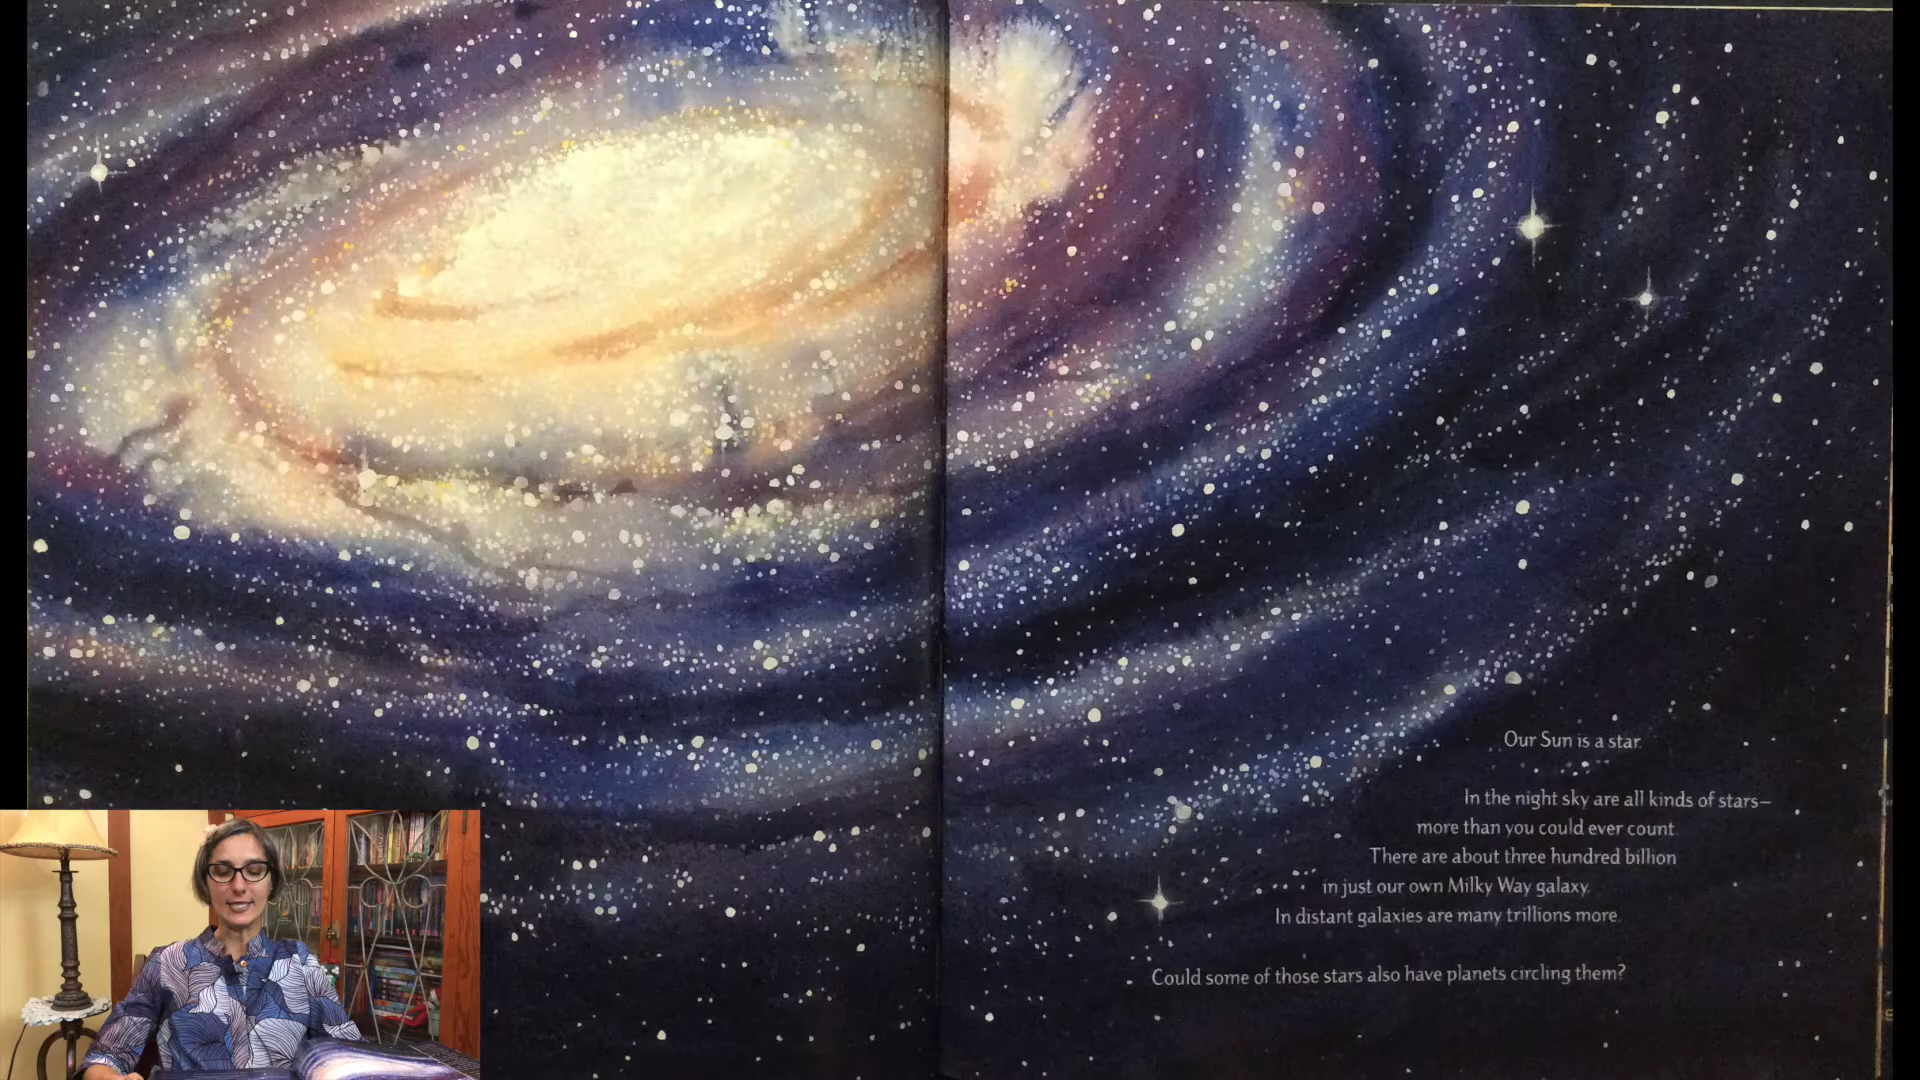 Our Sun is a star.
In the night sky are all kinds of stars—
more than you could ever count.
There are about three hundred billion
in just our own Milky Way galaxy.
In distant galaxies are many trillions more.
Could some of those stars also have planets circling them?